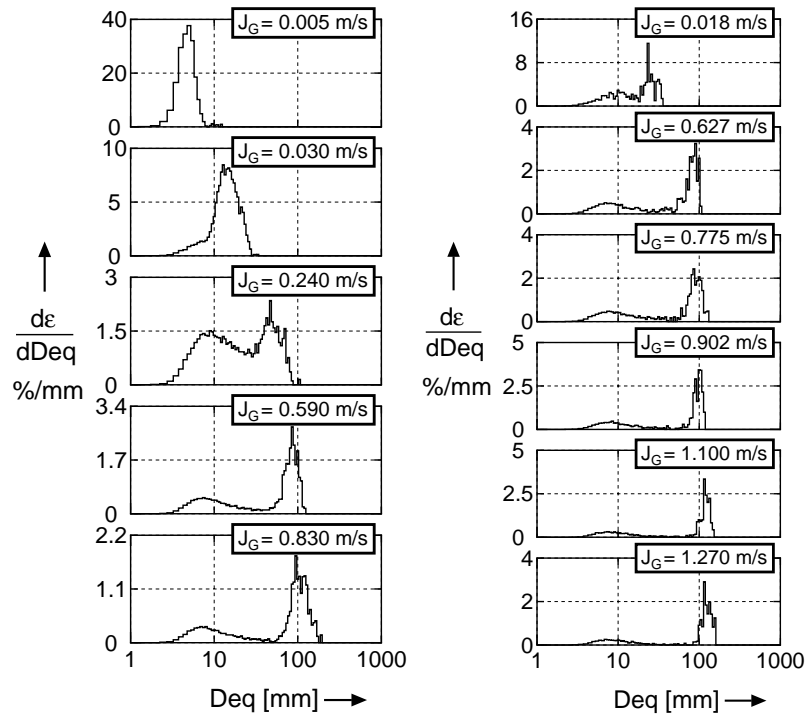 J_G = 0.005 m/s
40
20
0
J_G = 0.030 m/s
10
5
0
J_G = 0.240 m/s
3
1.5
0
dε
dDeq
%/mm
J_G = 0.590 m/s
3.4
1.7
0
J_G = 0.830 m/s
2.2
1.1
0
1 10 100 1000
Deq [mm]
J_G = 0.018 m/s
16
8
0
J_G = 0.627 m/s
4
2
0
J_G = 0.775 m/s
4
2
0
dε
dDeq
%/mm
J_G = 0.902 m/s
5
2.5
0
J_G = 1.100 m/s
5
2.5
0
J_G = 1.270 m/s
4
2
0
1 10 100 1000
Deq [mm]